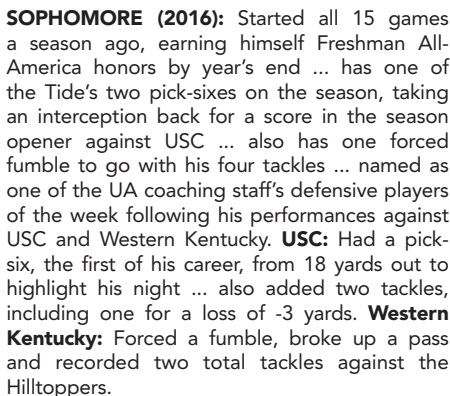 SOPHOMORE (2016): Started all 15 games
a season ago, earning himself Freshman All-
America honors by year’s end ... has one of
the Tide’s two pick-sixes on the season, taking
an interception back for a score in the season
opener against USC ... also has one forced
fumble to go with his four tackles ... named as
one of the UA coaching staff’s defensive players
of the week following his performances against
USC and Western Kentucky. USC: Had a pick-
six, the first of his career, from 18 yards out to
highlight his night ... also added two tackles,
including one for a loss of -3 yards. Western
Kentucky: Forced a fumble, broke up a pass
and recorded two total tackles against the
Hilltoppers.